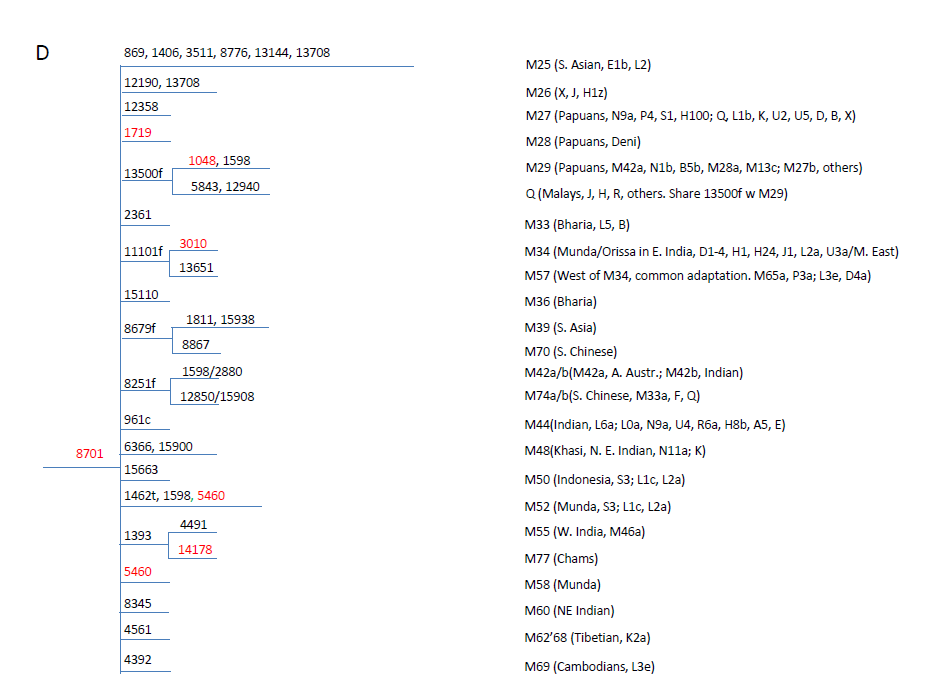 D
869, 1406, 3511, 8776, 13144, 13708
M25 (S. Asian, E1b, L2)
12190, 13708
M26 (X, J, H1z)
12358
M27 (Papuans, N9a, P4, S1, H100; Q, L1b, K, U2, U5, D, B, X)
1719
M28 (Papuans, Deni)
13500f
1048, 1598
M29 (Papuans, M42a, N1b, B5b, M28a, M13c; M27b, others)
5843, 12940
Q (Malays, J, H, R, others. Share 13500f w M29)
2361
M33 (Bharia, L5, B)
11101f
3010
M34 (Munda/Orissa in E. India, D1-4, H1, H24, J1, L2a, U3a/M. East)
13651
M57 (West of M34, common adaptation. M65a, P3a; L3e, D4a)
15110
M36 (Bharia)
8679f
1811, 15938
M39 (S. Asia)
8867
M70 (S. Chinese)
8251f
1598/2880
M42a/b(M42a, A. Austr.; M42b, Indian)
12850/15908
M74a/b(S. Chinese, M33a, F, Q)
961c
M44(Indian, L6a; L0a, N9a, U4, R6a, H8b, A5, E)
8701
6366, 15900
M48(Khasi, N. E. Indian, N11a; K)
15663
M50 (Indonesia, S3; L1c, L2a)
1462t, 1598, 5460
M52 (Munda, S3; L1c, L2a)
1393
4491
M55 (W. India, M46a)
14178
M77 (Chams)
5460
M58 (Munda)
8345
M60 (NE Indian)
4561
M62'68 (Tibetian, K2a)
4392
M69 (Cambodians, L3e)